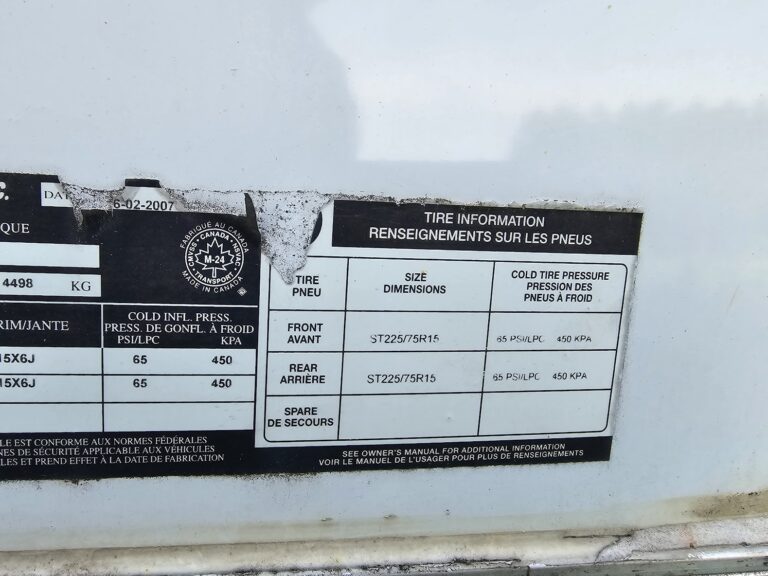 C.
DAT 6-02-2007
QUE
4498 KG
FABRIQUÉ AU CANADA
CANADA
CMVSS
NSVAC
M-24
TRANSPORT
MADE IN CANADA
RIM/JANTE
COLD INFL. PRESS.
PRESS. DE GONFL. À FROID
PSI/LPC KPA
15X6J 65 450
15X6J 65 450
LE EST CONFORME AUX NORMES FÉDÉRALES
NES DE SÉCURITÉ APPLICABLE AUX VÉHICULES
LES ET PREND EFFET À LA DATE DE FABRICATION
TIRE INFORMATION
RENSEIGNEMENTS SUR LES PNEUS
TIRE
PNEU
SIZE
DIMENSIONS
COLD TIRE PRESSURE
PRESSION DES
PNEUS À FROID
FRONT
AVANT
ST225/75R15
65 PSI/LPC 450 KPA
REAR
ARRIÈRE
ST225/75R15
65 PSI/LPC 450 KPA
SPARE
DE SECOURS
SEE OWNER'S MANUAL FOR ADDITIONAL INFORMATION
VOIR LE MANUEL DE L'USAGER POUR PLUS DE RENSEIGNEMENTS